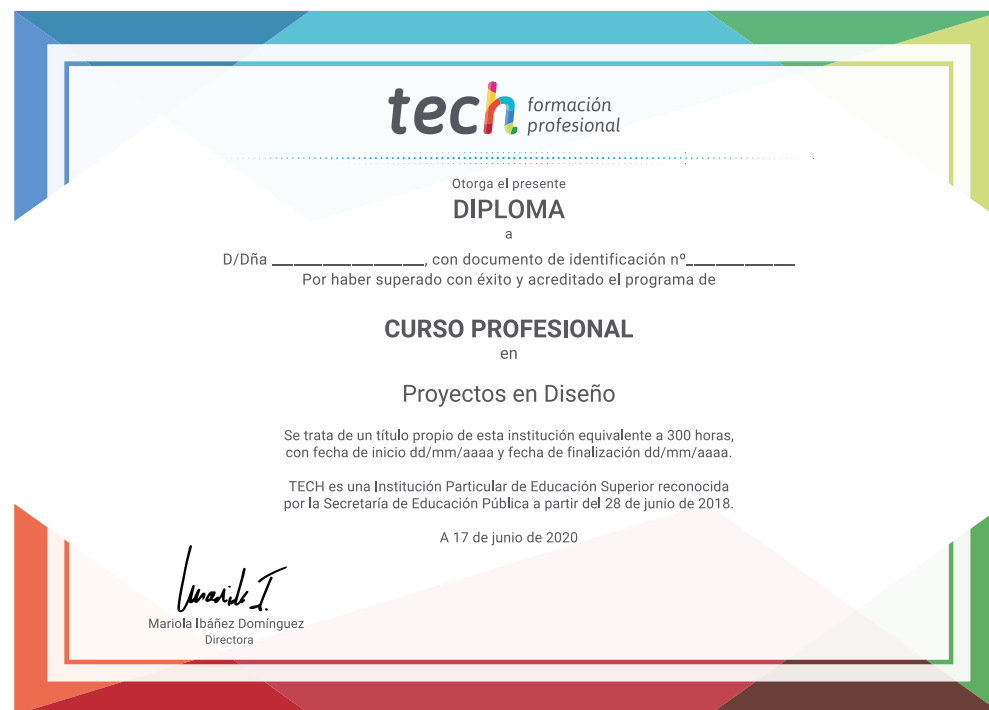 tech formación
profesional
Otorga el presente
DIPLOMA
a
D/Dña ____________________, con documento de identificación nº______________
Por haber superado con éxito y acreditado el programa de
CURSO PROFESIONAL
en
Proyectos en Diseño
Se trata de un título propio de esta institución equivalente a 300 horas,
con fecha de inicio dd/mm/aaaa y fecha de finalización dd/mm/aaaa.
TECH es una Institución Particular de Educación Superior reconocida
por la Secretaría de Educación Pública a partir del 28 de junio de 2018.
A 17 de junio de 2020
Mariola Ibáñez Domínguez
Directora